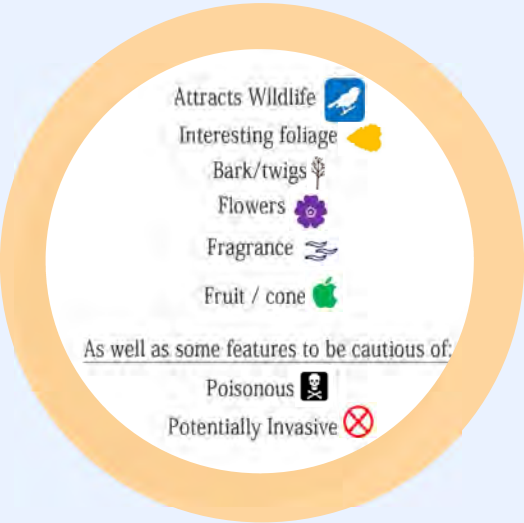 Attracts Wildlife
Interesting foliage
Bark/twigs
Flowers
Fragrance
Fruit / cone
As well as some features to be cautious of:
Poisonous
Potentially Invasive